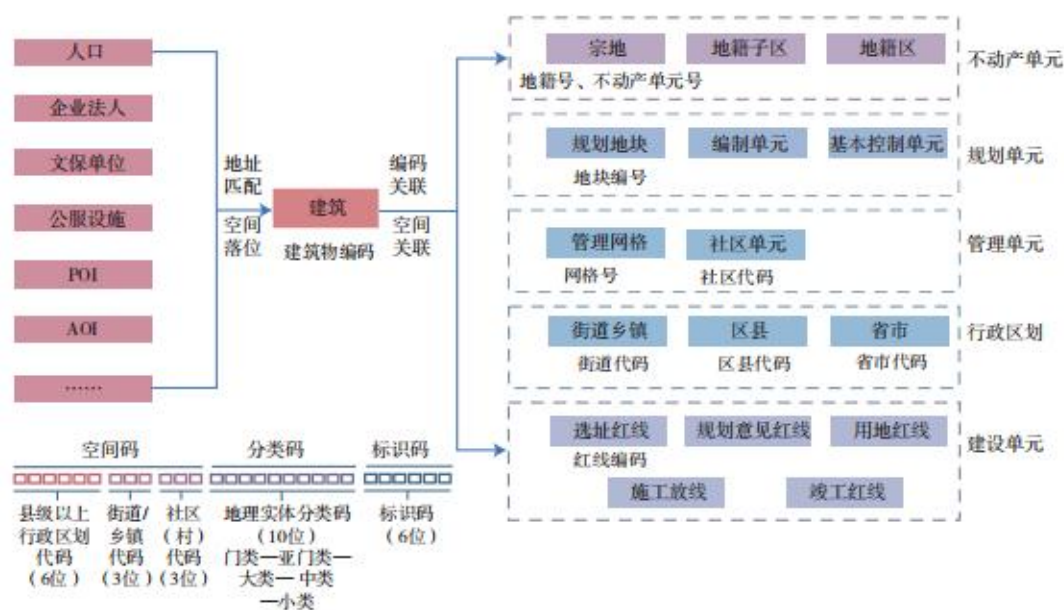 人口
企业法人
文保单位
公服设施
POI
AOI
……
地址
匹配
空间
落位
建筑
建筑物编码
编码
关联
空间
关联
宗地 地籍子区 地籍区
地籍号、不动产单元号
不动产单元
规划地块 编制单元 基本控制单元
地块编号
规划单元
管理网格 社区单元
网格号 社区代码
管理单元
街道乡镇 区县 省市
街道代码 区县代码 省市代码
行政区划
选址红线 规划意见红线 用地红线
红线编码
施工放线 竣工红线
建设单元
空间码 分类码 标识码
县级以上
行政区划
代码
(6位)
街道/
乡镇
代码
(3位)
社区
(村)
代码
(3位)
地理实体分类码
(10位)
门类—亚门类—
大类—中类
—小类
标识码
(6位)